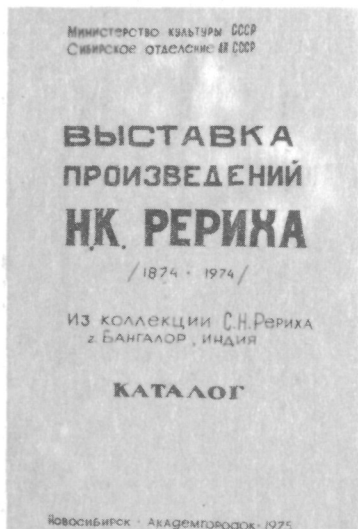 Министерство культуры СССР
Сибирское отделение АН СССР
ВЫСТАВКА
ПРОИЗВЕДЕНИЙ
Н.К. РЕРИХА
/1874 - 1974/
Из коллекции С.Н. Рериха
г. Бангалор, Индия
КАТАЛОГ
Новосибирск - Академгородок - 1975